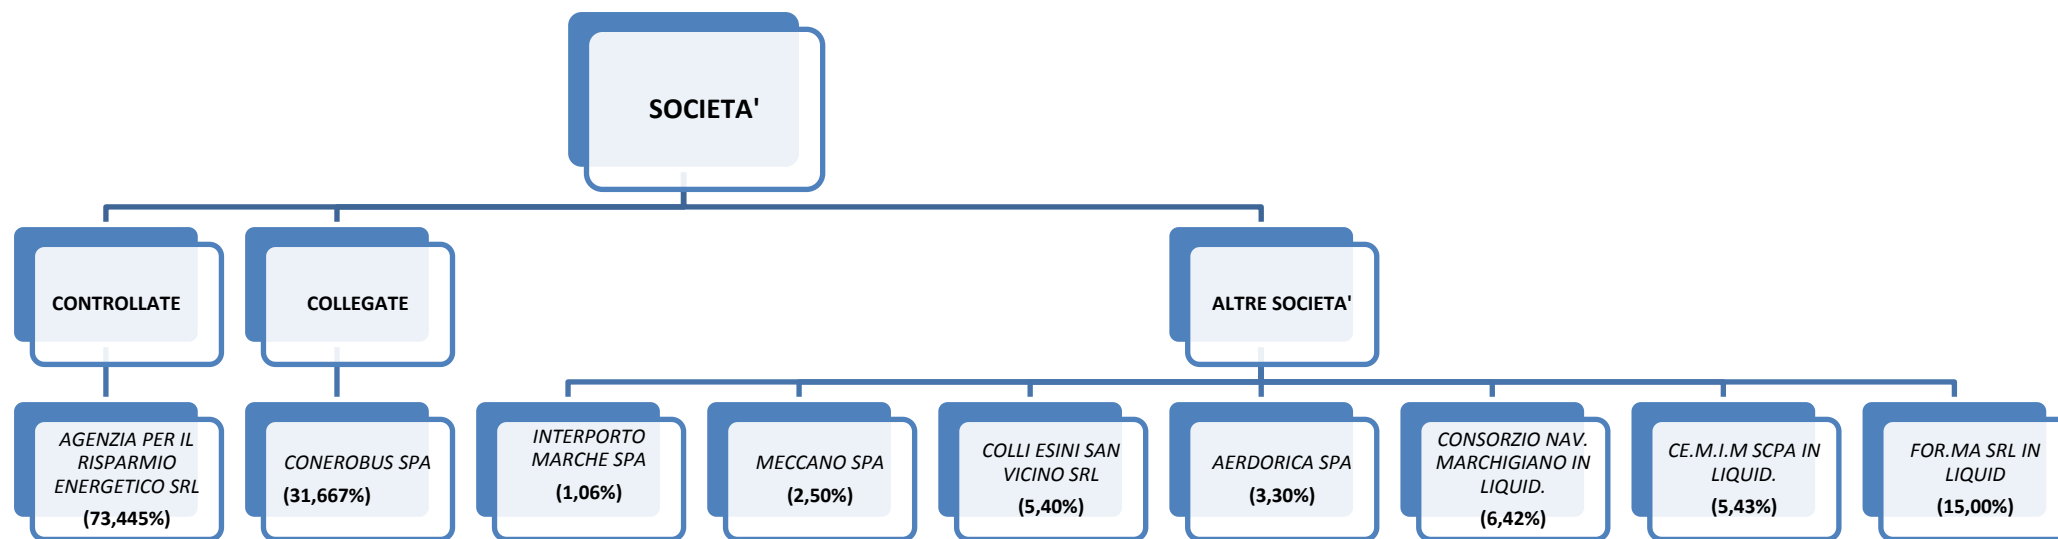 SOCIETA'
CONTROLLATE
COLLEGATE
ALTRE SOCIETA'
AGENZIA PER IL
RISPARMIO
ENERGETICO SRL
(73,445%)
CONEROBUS SPA
(31,667%)
INTERPORTO
MARCHE SPA
(1,06%)
MECCANO SPA
(2,50%)
COLLI ESINI SAN
VICINO SRL
(5,40%)
AERDORICA SPA
(3,30%)
CONSORZIO NAV.
MARCHIGIANO IN
LIQUID.
(6,42%)
CE.M.I.M SCPA IN
LIQUID.
(5,43%)
FOR.MA SRL IN
LIQUID
(15,00%)